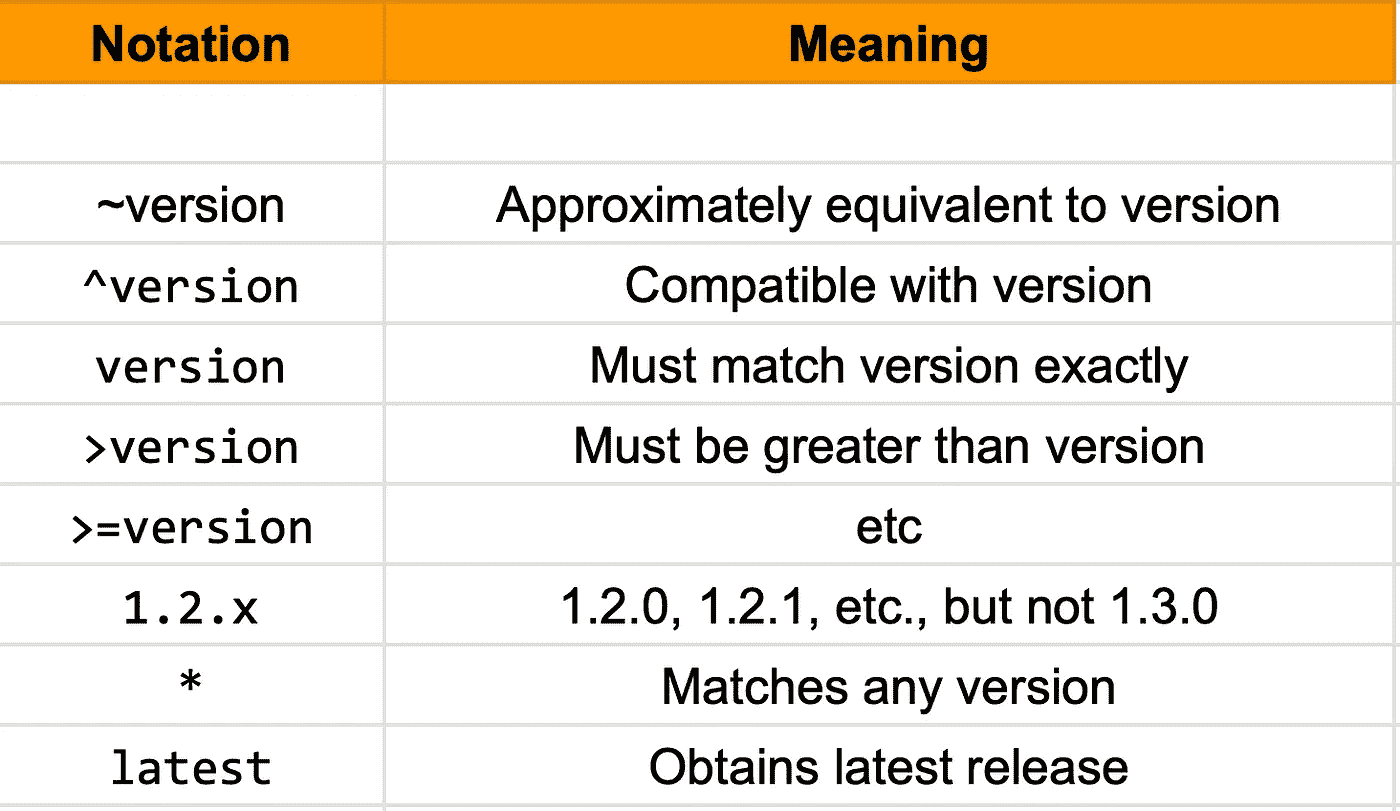 Notation Meaning
~version Approximately equivalent to version
^version Compatible with version
version Must match version exactly
>version Must be greater than version
>=version etc
1.2.x 1.2.0, 1.2.1, etc., but not 1.3.0
* Matches any version
latest Obtains latest release